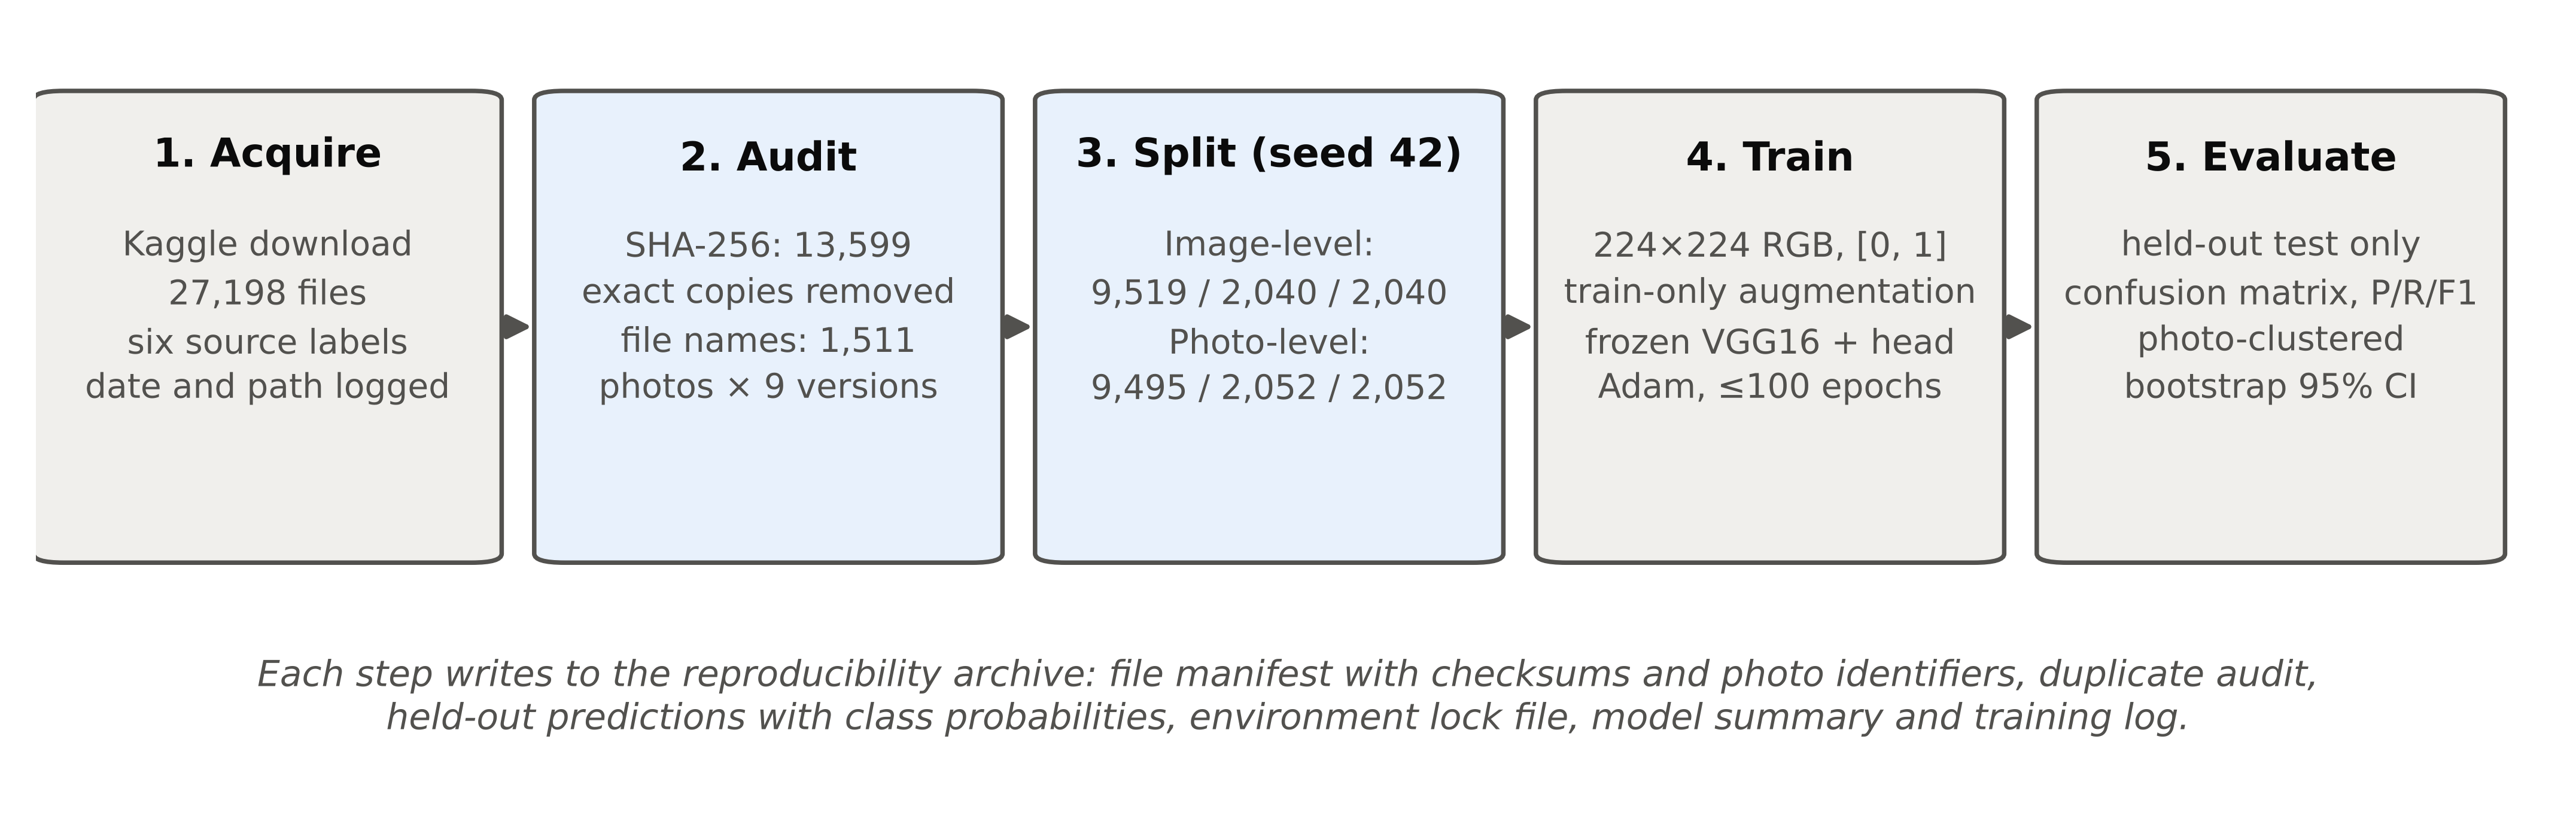 1. Acquire
Kaggle download
27,198 files
six source labels
date and path logged
2. Audit
SHA-256: 13,599
exact copies removed
file names: 1,511
photos × 9 versions
3. Split (seed 42)
Image-level:
9,519 / 2,040 / 2,040
Photo-level:
9,495 / 2,052 / 2,052
4. Train
224×224 RGB, [0, 1]
train-only augmentation
frozen VGG16 + head
Adam, ≤100 epochs
5. Evaluate
held-out test only
confusion matrix, P/R/F1
photo-clustered
bootstrap 95% CI
Each step writes to the reproducibility archive: file manifest with checksums and photo identifiers, duplicate audit,
held-out predictions with class probabilities, environment lock file, model summary and training log.